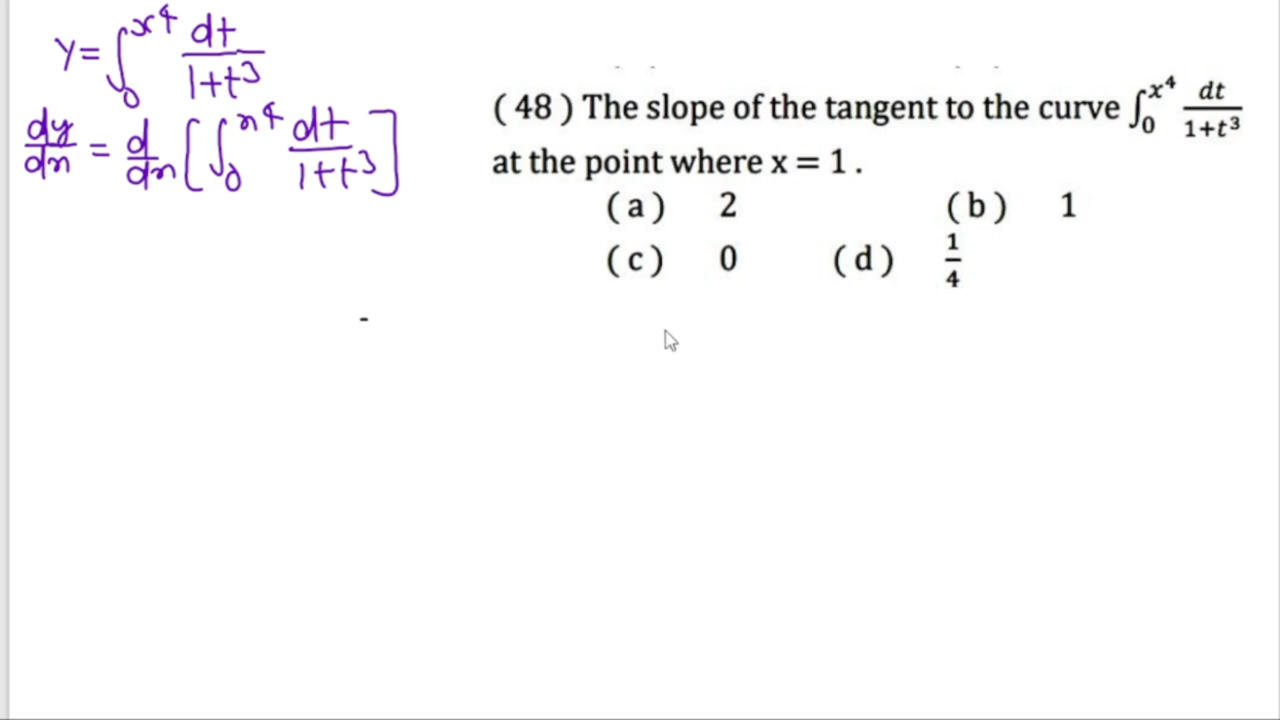 y = ∫₀^x⁴ dt/(1+t³)
dy/dx = d/dx [∫₀^x⁴ dt/(1+t³)]
( 48 ) The slope of the tangent to the curve ∫₀^x⁴ dt/(1+t³)
at the point where x = 1 .
( a ) 2 ( b ) 1
( c ) 0 ( d ) 1/4
-